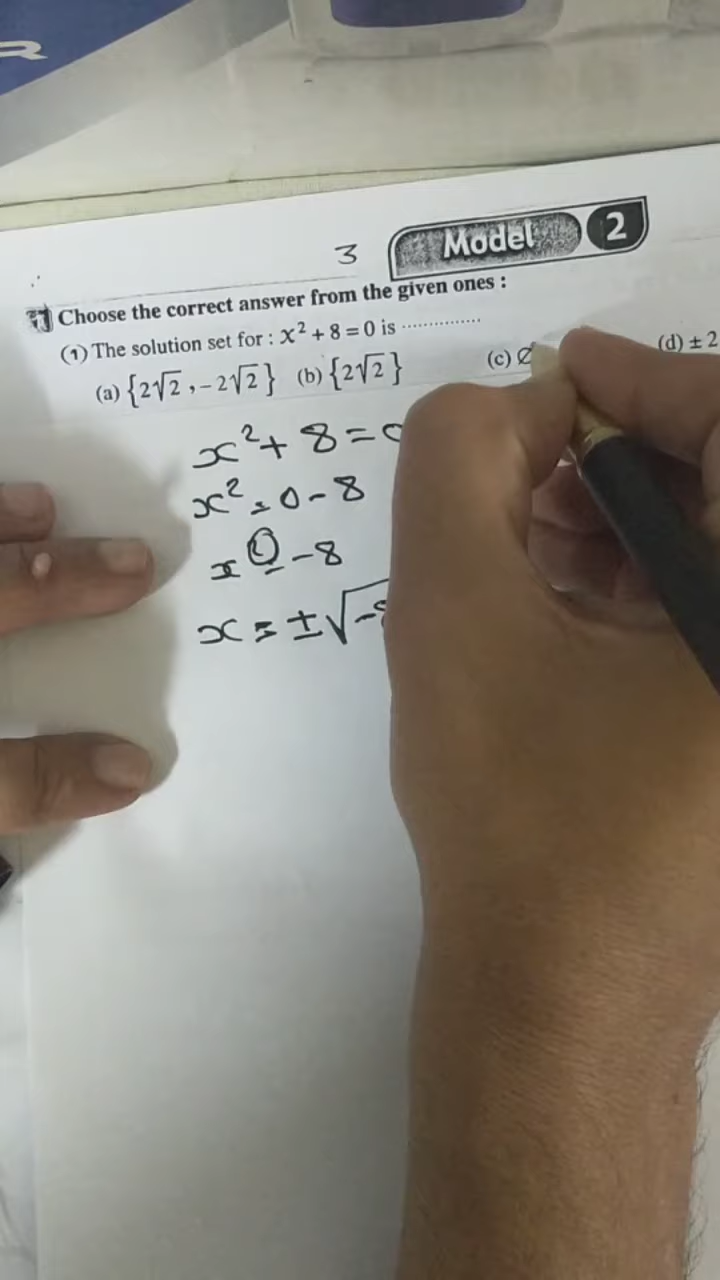 3
Model 2
Choose the correct answer from the given ones :
(1) The solution set for : x² + 8 = 0 is ...............
(a) {2√2 , – 2√2} (b) {2√2} (c) ∅ (d) ± 2
x² + 8 = 0
x² = 0 - 8
x² = -8
x = ±√-8